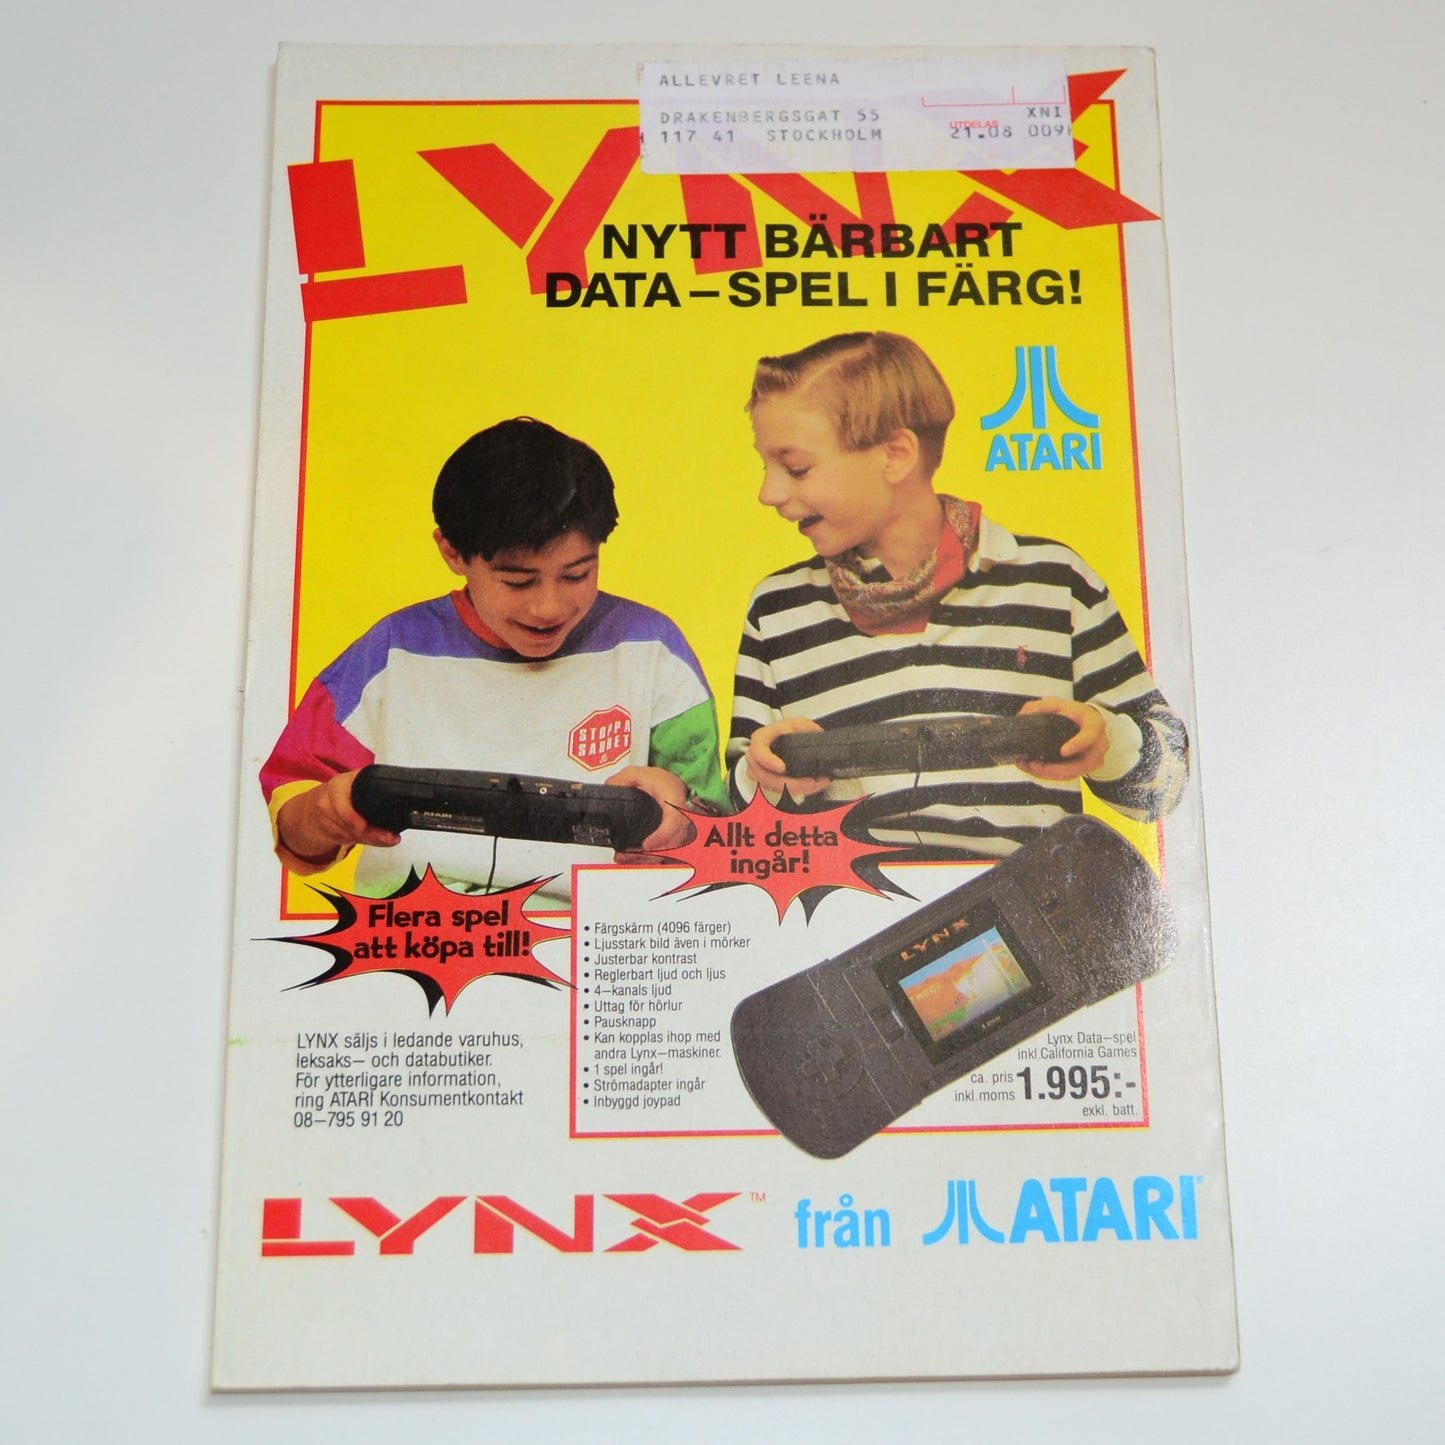 ALLEVRET LEENA
DRAKENBERGSGAT 55 XNI
UTDELAS
117 41 STOCKHOLM 21.08
LYNX
NYTT BÄRBART
DATA–SPEL I FÄRG!
ATARI
STOPPA
SABBET
ATARI
Allt detta
ingår!
Flera spel
att köpa till!
• Färgskärm (4096 färger)
• Ljusstark bild även i mörker
• Justerbar kontrast
• Reglerbart ljud och ljus
• 4–kanals ljud
• Uttag för hörlur
• Pausknapp
• Kan kopplas ihop med
andra Lynx–maskiner.
• 1 spel ingår!
• Strömadapter ingår
• Inbyggd joypad
LYNX
LYNX säljs i ledande varuhus,
leksaks– och databutiker.
För ytterligare information,
ring ATARI Konsumentkontakt
08–795 91 20
Lynx Data–spel
inkl.California Games
ca. pris 1.995:-
inkl.moms
exkl. batt.
LYNX™ från ATARI®